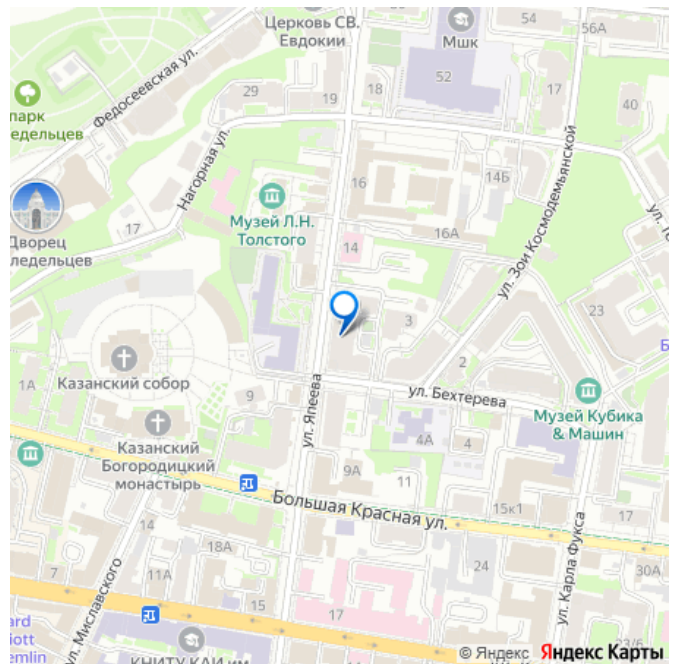 Церковь СВ.
Евдокии
54
56А
Мшк
Федосеевская ул.
52
29
19
18
17
40
парк
Нагорная ул.
16
14Б
Музей Л.Н.
Толстого
16А
ул. Зои Космодемьянской
Дворец
17
14
23
3
Казанский собор
1А
9
2
ул. Бехтерева
Музей Кубика
& Машин
ул. Япеева
Казанский
Богородицкий
монастырь
4А
4
9А
11
Большая Красная ул.
15к1
17
14
18А
24
ул. Карла Фукса
30А
7
11А
15
17
ул. Миславского
КНИТУ КАИ им
23/6
© Яндекс Яндекс Карты